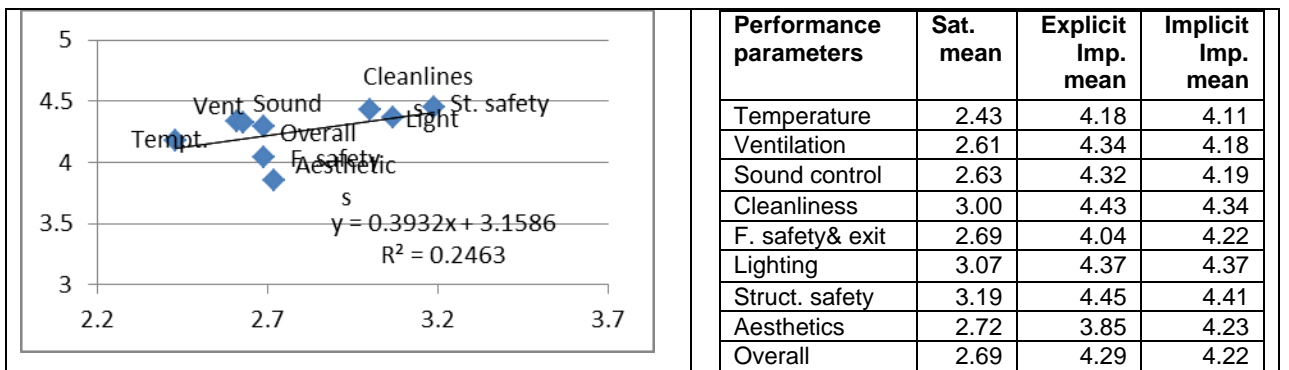 5
4.5
4
3.5
3
2.2 2.7 3.2 3.7
Cleanlines
s
Vent Sound St. safety
Light
Tempt. Overall
F. safety
Aesthetic
s
y = 0.3932x + 3.1586
R² = 0.2463
Performance parameters Sat. mean Explicit Imp. mean Implicit Imp. mean
Temperature 2.43 4.18 4.11
Ventilation 2.61 4.34 4.18
Sound control 2.63 4.32 4.19
Cleanliness 3.00 4.43 4.34
F. safety& exit 2.69 4.04 4.22
Lighting 3.07 4.37 4.37
Struct. safety 3.19 4.45 4.41
Aesthetics 2.72 3.85 4.23
Overall 2.69 4.29 4.22